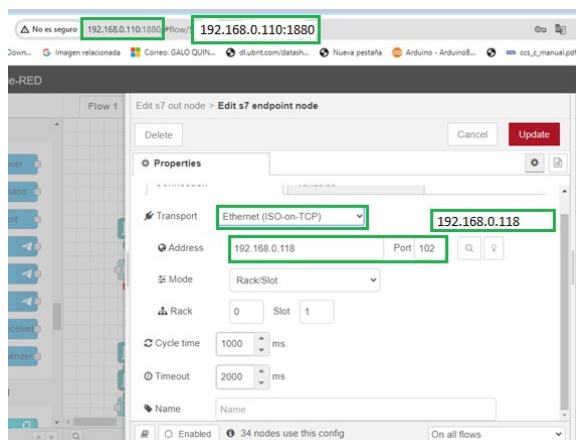 No es seguro 192.168.0.110:1880/#flow/ 192.168.0.110:1880
Down... Imagen relacionada Correo: GALO QUIN... dl.ubnt.com/datash... Nueva pestaña Arduino - ArduinoB... ccs_c_manual.pdf
e-RED
Flow 1 Edit s7 out node > Edit s7 endpoint node
Delete Cancel Update
Properties
Connection Variables
Transport Ethernet (ISO-on-TCP) 192.168.0.118
Address 192.168.0.118 Port 102
Mode Rack/Slot
Rack 0 Slot 1
Cycle time 1000 ms
Timeout 2000 ms
Name Name
Enabled 34 nodes use this config On all flows